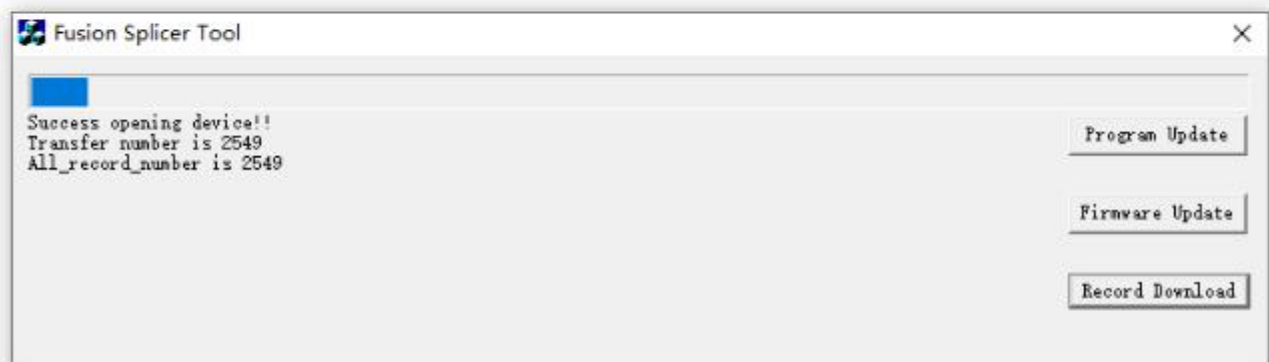 Fusion Splicer Tool
Success opening device!!
Transfer number is 2549
All_record_number is 2549
Program Update
Firmware Update
Record Download